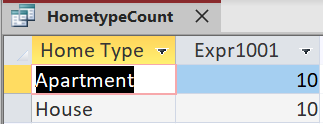 HometypeCount ×
Home Type Expr1001
Apartment 10
House 10